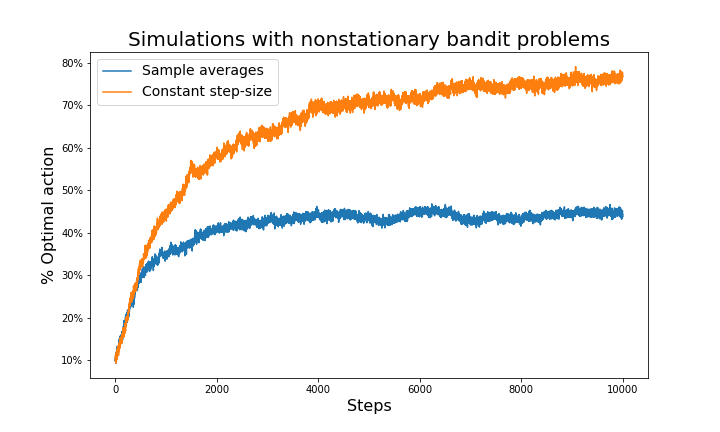 Simulations with nonstationary bandit problems
Sample averages
Constant step-size
80%
70%
60%
50%
40%
30%
20%
10%
% Optimal action
0 2000 4000 6000 8000 10000
Steps